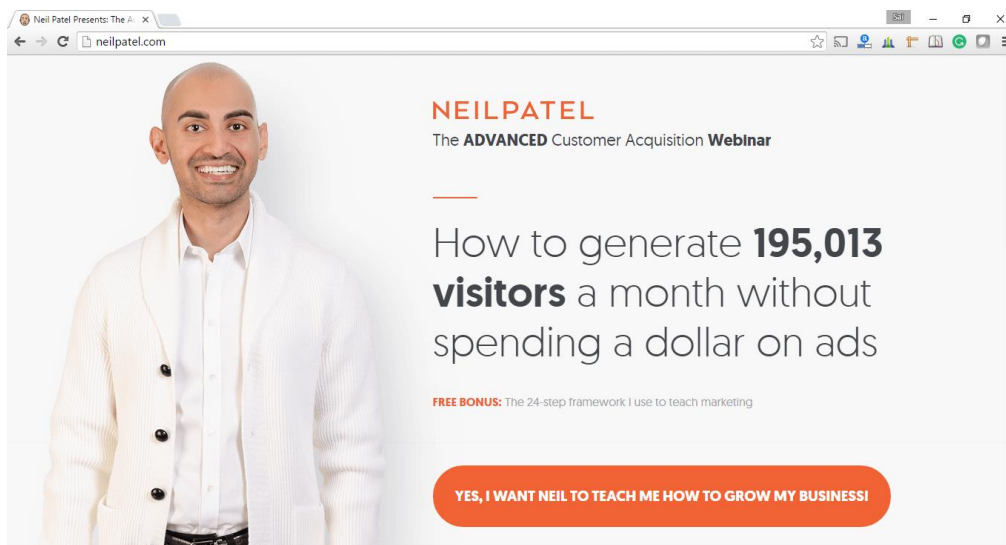 Neil Patel Presents: The A
neilpatel.com
NEILPATEL
The ADVANCED Customer Acquisition Webinar
How to generate 195,013
visitors a month without
spending a dollar on ads
FREE BONUS: The 24-step framework I use to teach marketing
YES, I WANT NEIL TO TEACH ME HOW TO GROW MY BUSINESS!